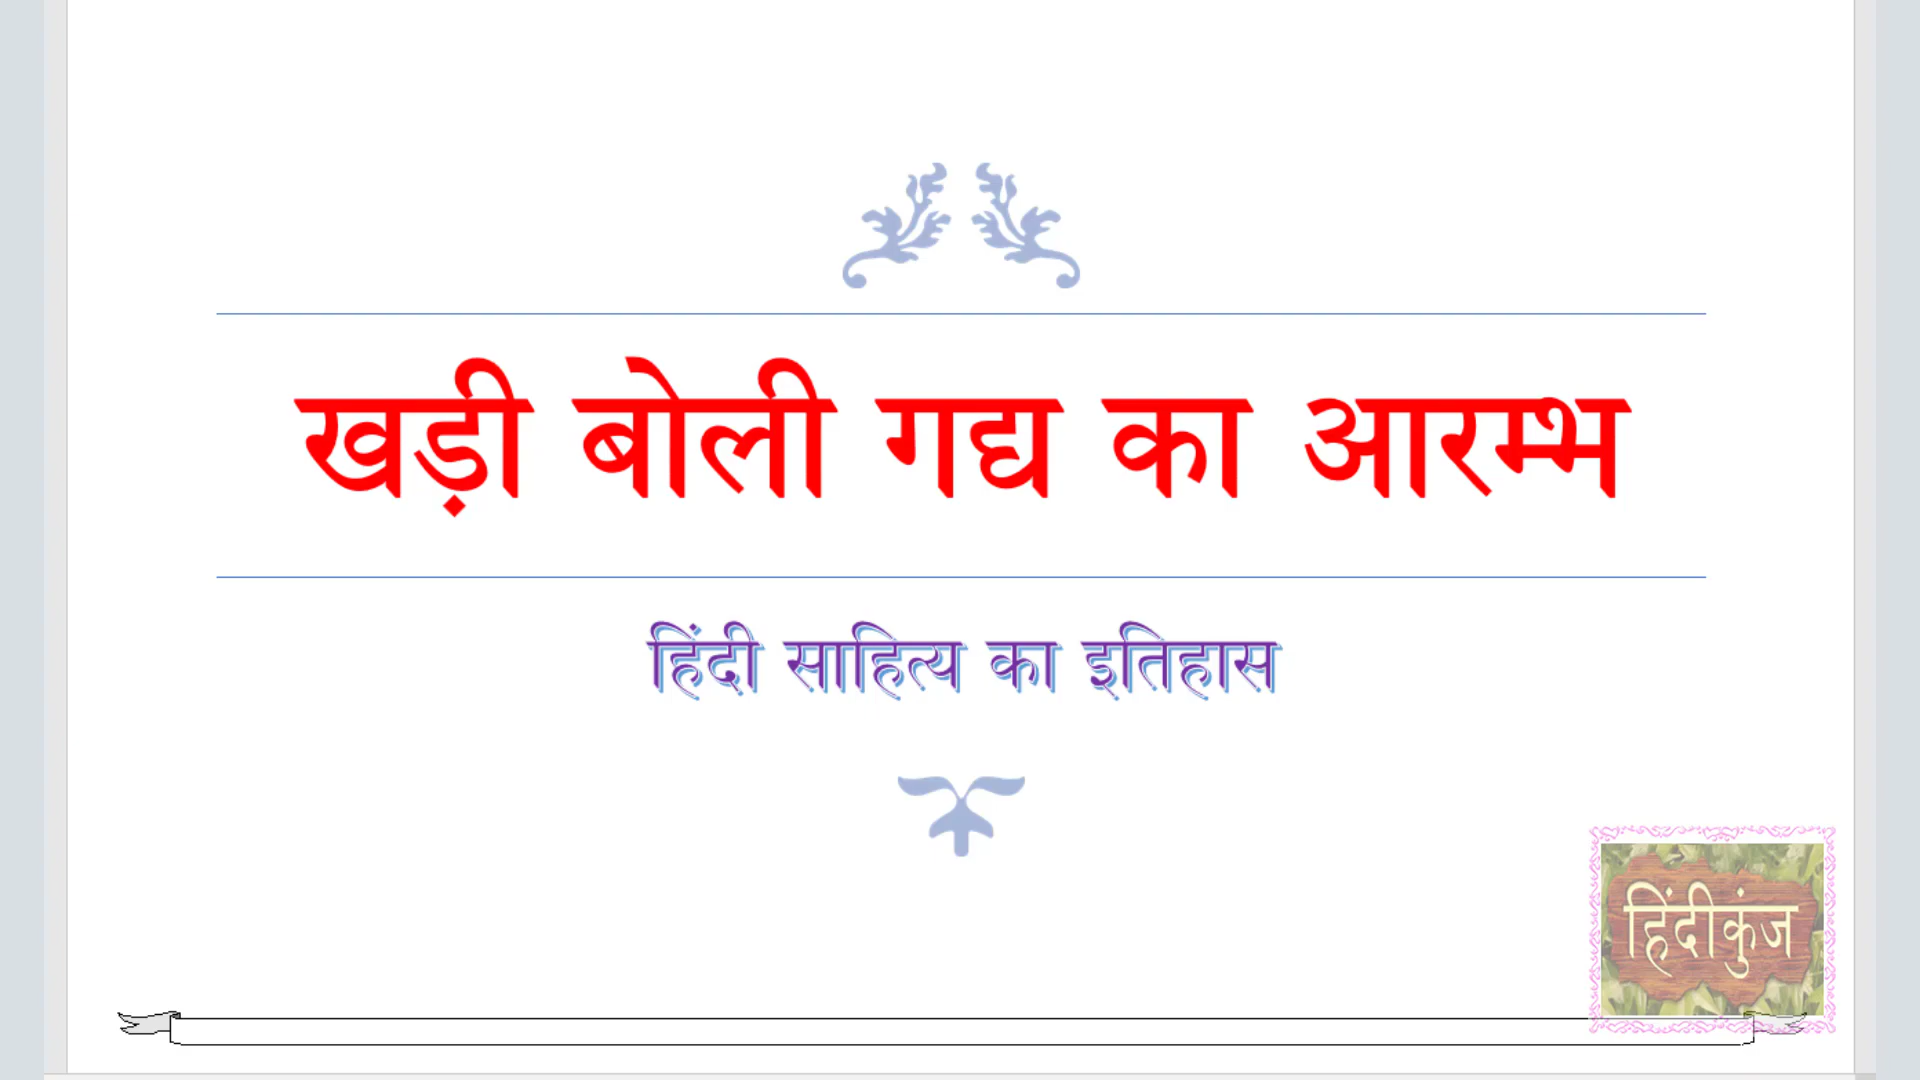 खड़ी बोली गद्य का आरम्भ
हिंदी साहित्य का इतिहास
हिंदीकुंज